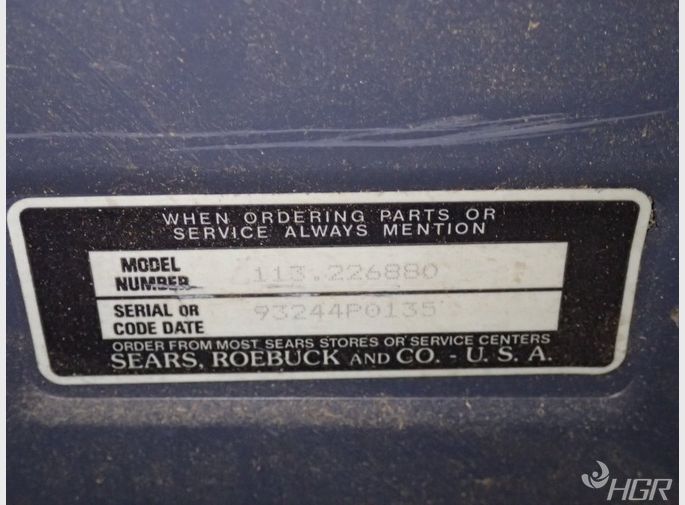 WHEN ORDERING PARTS OR
SERVICE ALWAYS MENTION
MODEL NUMBER 113.226880
SERIAL OR CODE DATE 93244P0135
ORDER FROM MOST SEARS STORES OR SERVICE CENTERS
SEARS, ROEBUCK AND CO. - U. S. A.
HGR